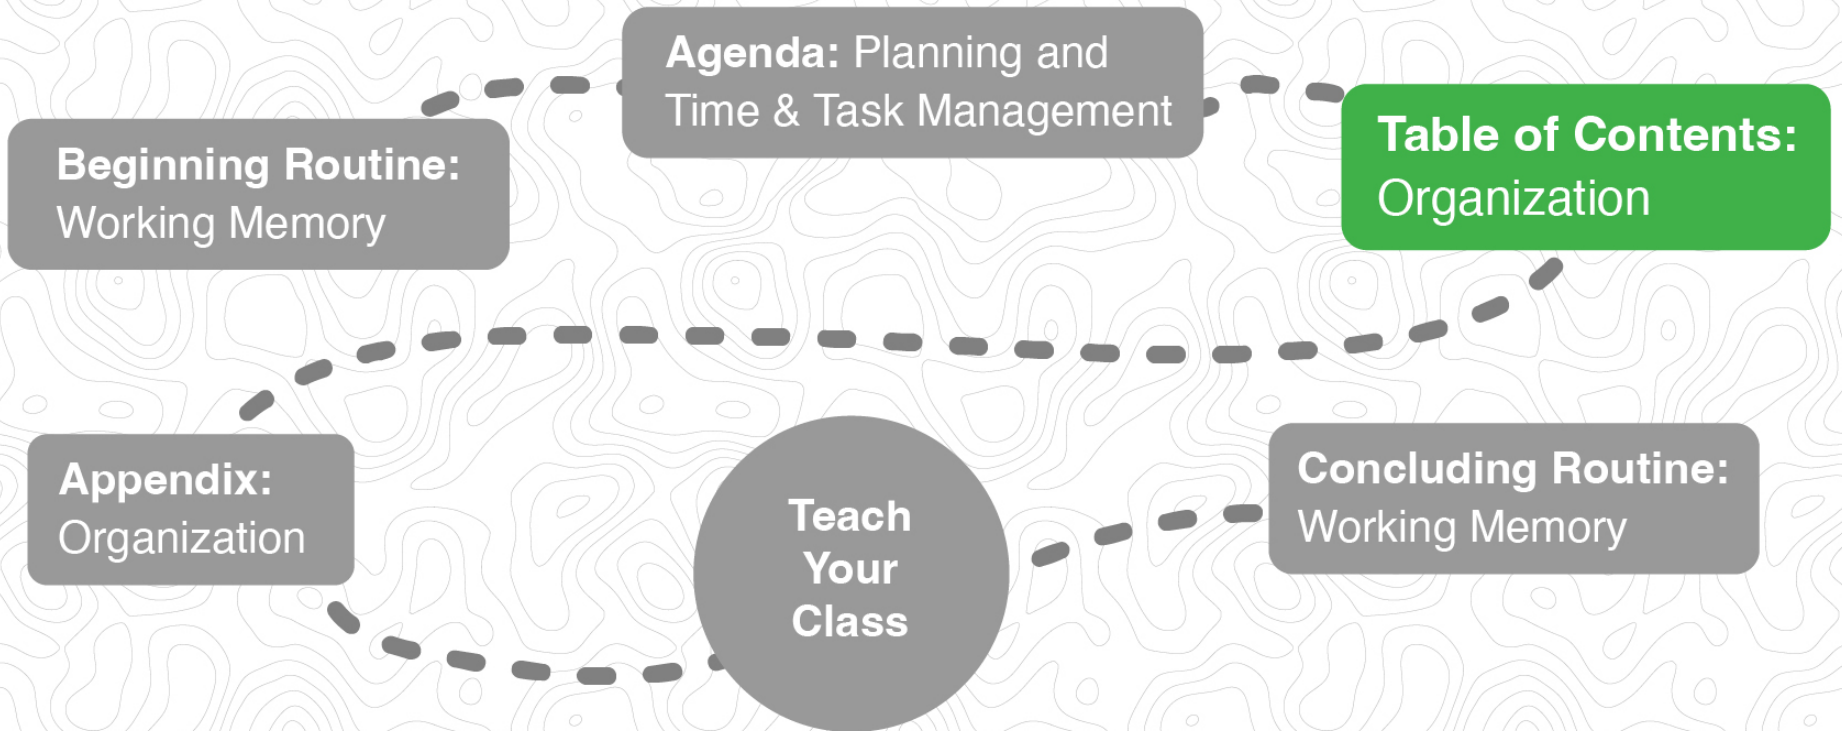 Agenda: Planning and
Time & Task Management
Beginning Routine:
Working Memory
Table of Contents:
Organization
Appendix:
Organization
Teach
Your
Class
Concluding Routine:
Working Memory